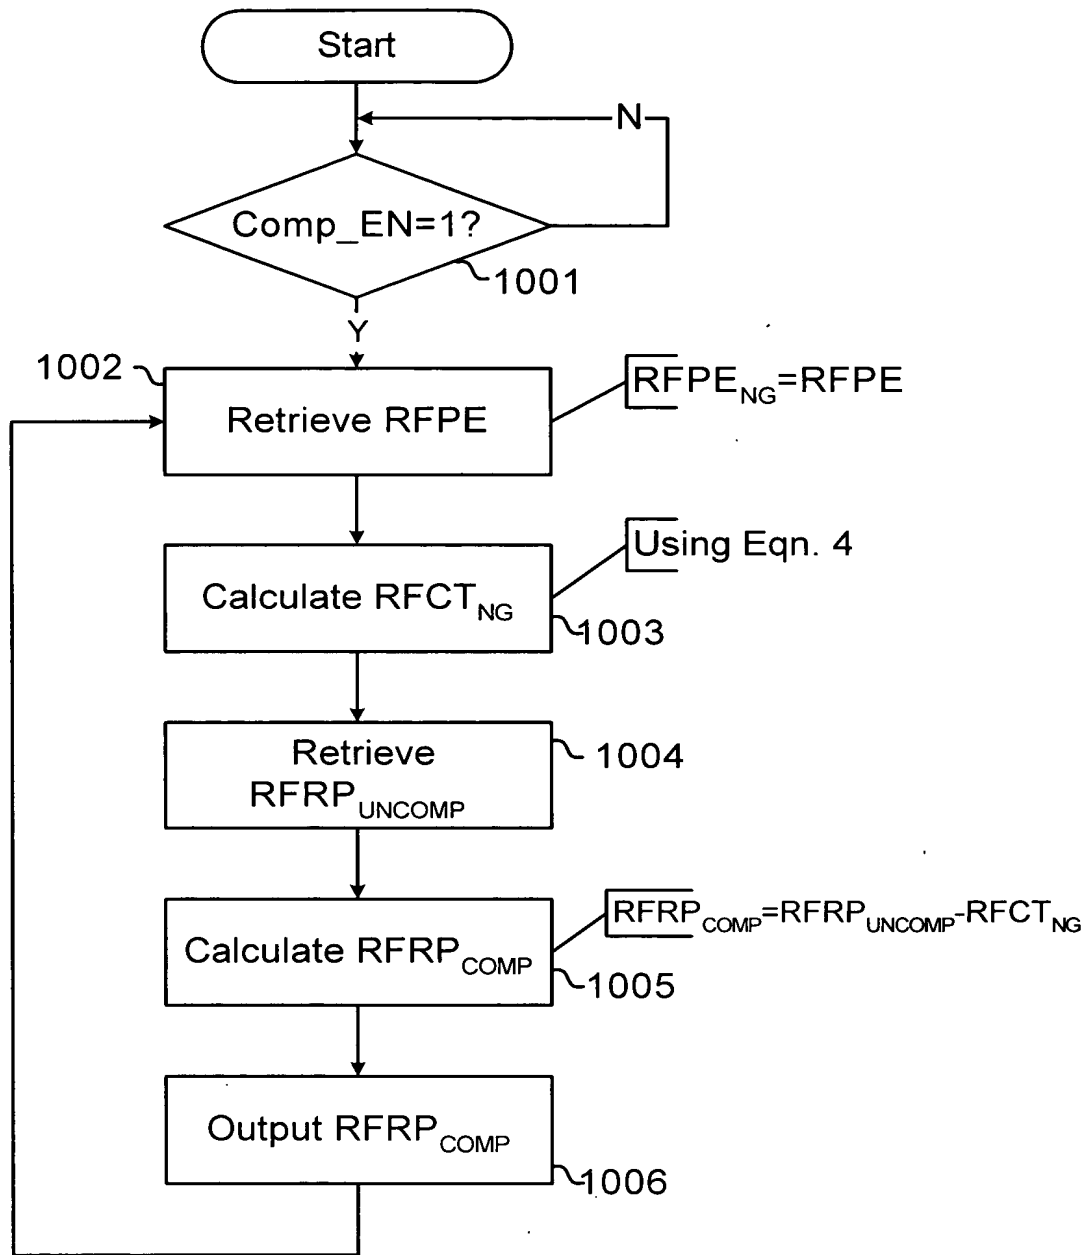 Start
N
Comp_EN=1?
1001
Y
1002
Retrieve RFPE
RFPE_NG=RFPE
Using Eqn. 4
Calculate RFCT_NG
1003
Retrieve
RFRP_UNCOMP
1004
RFRP_COMP=RFRP_UNCOMP-RFCT_NG
Calculate RFRP_COMP
1005
Output RFRP_COMP
1006